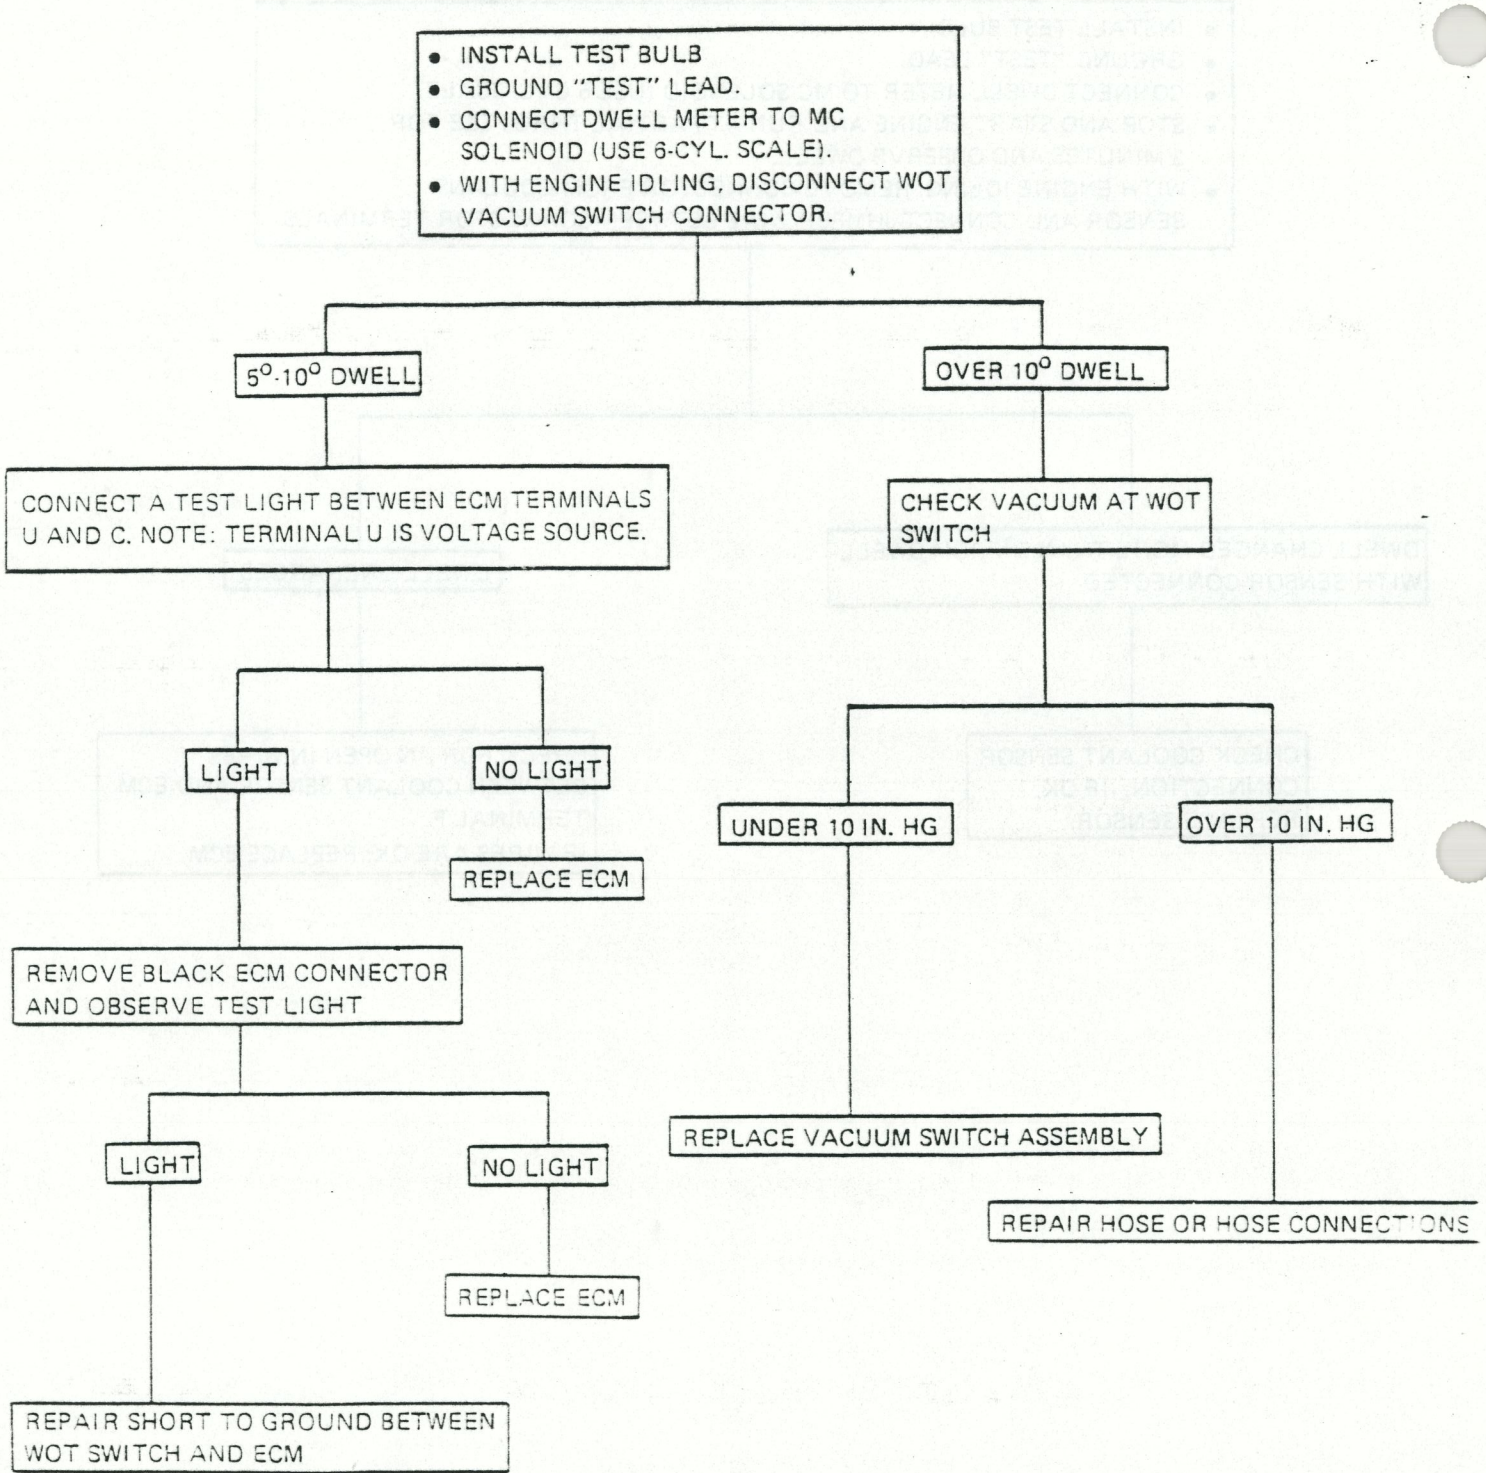 • INSTALL TEST BULB
• GROUND "TEST" LEAD.
• CONNECT DWELL METER TO MC
SOLENOID (USE 6-CYL. SCALE).
• WITH ENGINE IDLING, DISCONNECT WOT
VACUUM SWITCH CONNECTOR.
5°-10° DWELL
OVER 10° DWELL
CONNECT A TEST LIGHT BETWEEN ECM TERMINALS
U AND C. NOTE: TERMINAL U IS VOLTAGE SOURCE.
CHECK VACUUM AT WOT
SWITCH
LIGHT
NO LIGHT
UNDER 10 IN. HG
OVER 10 IN. HG
REPLACE ECM
REMOVE BLACK ECM CONNECTOR
AND OBSERVE TEST LIGHT
REPLACE VACUUM SWITCH ASSEMBLY
LIGHT
NO LIGHT
REPAIR HOSE OR HOSE CONNECTIONS
REPLACE ECM
REPAIR SHORT TO GROUND BETWEEN
WOT SWITCH AND ECM